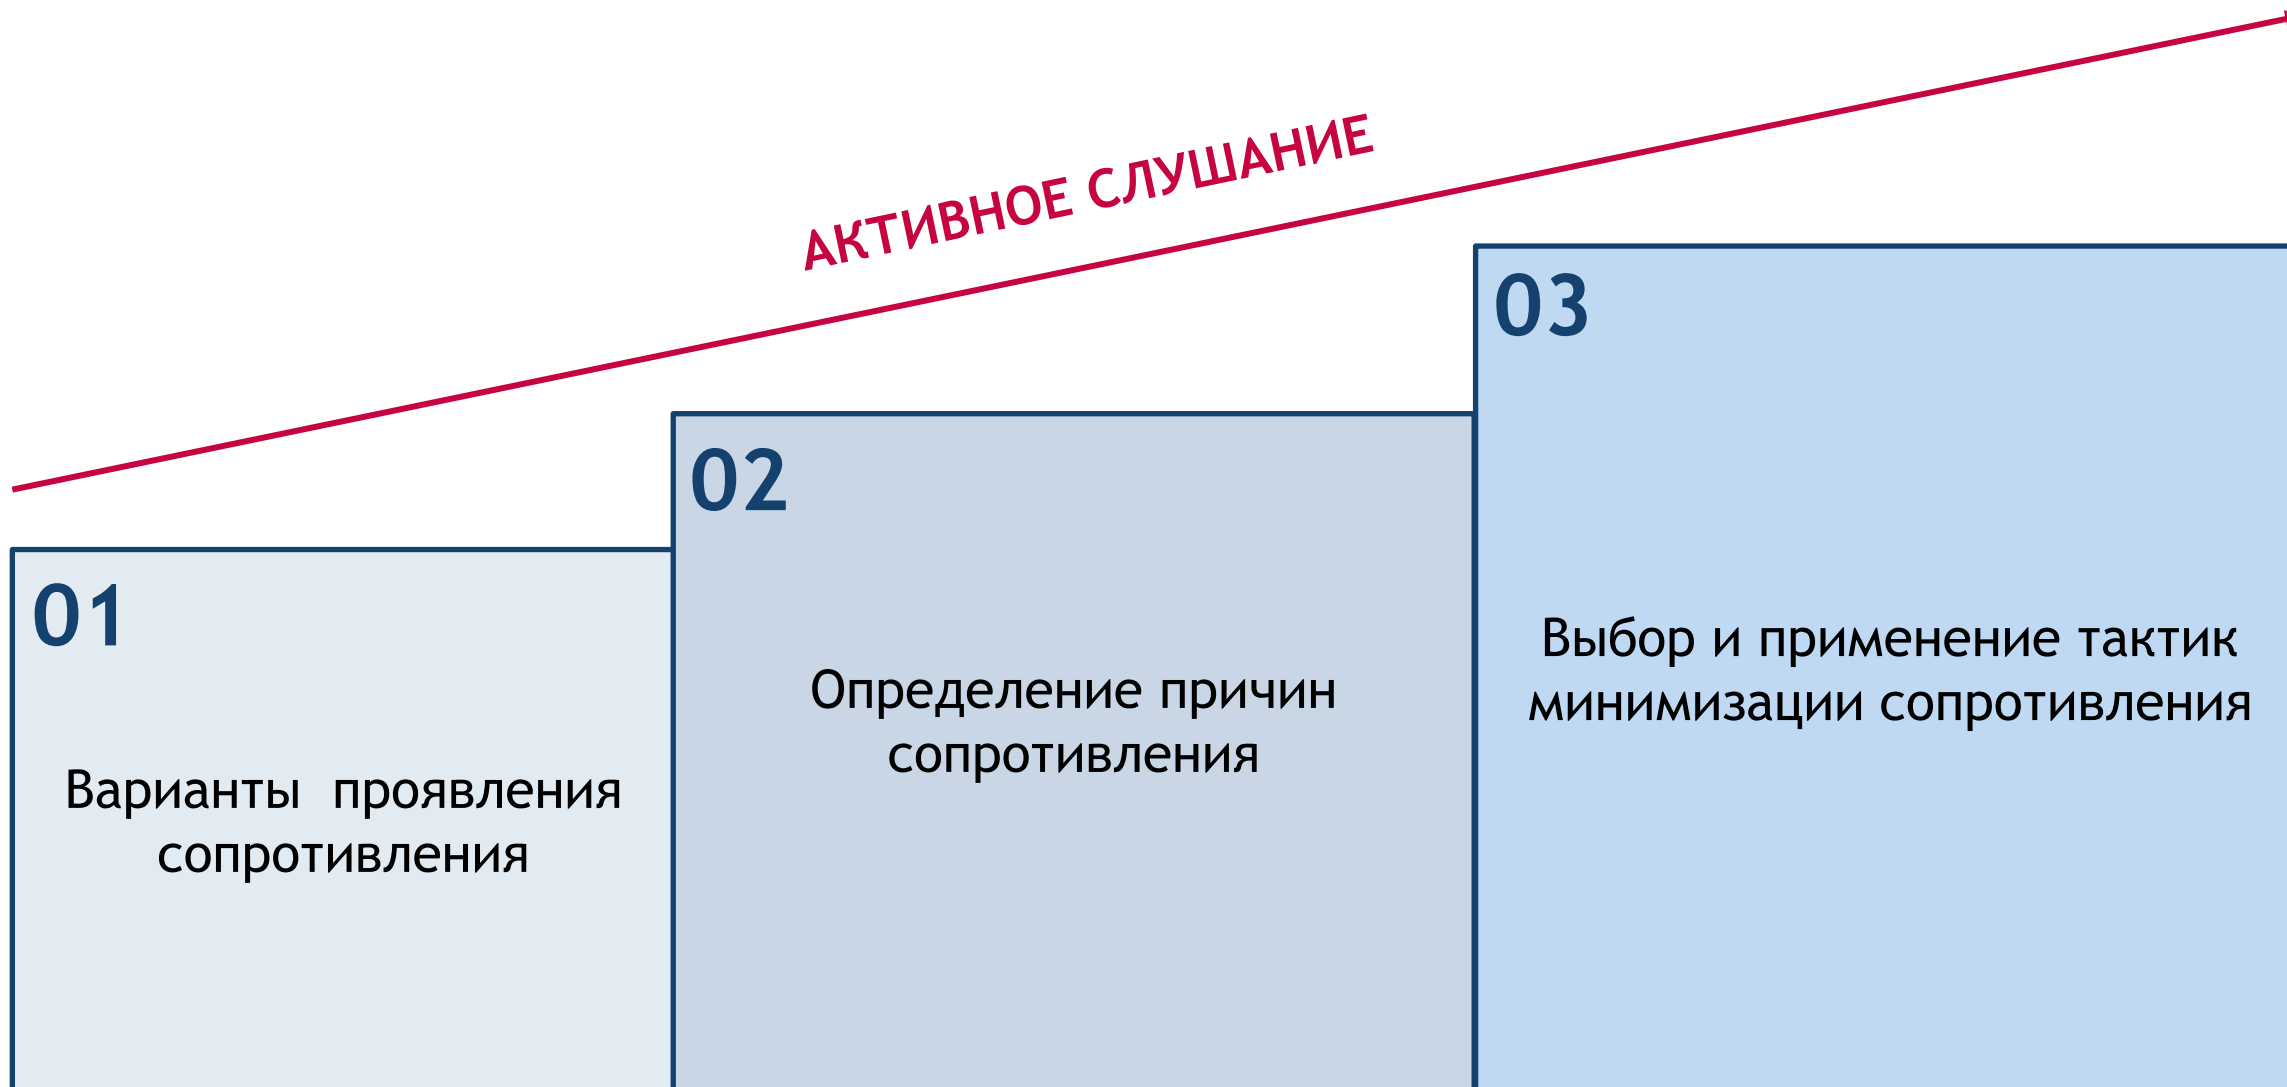 АКТИВНОЕ СЛУШАНИЕ
01
Варианты  проявления
сопротивления
02
Определение причин
сопротивления
03
Выбор и применение тактик
минимизации сопротивления